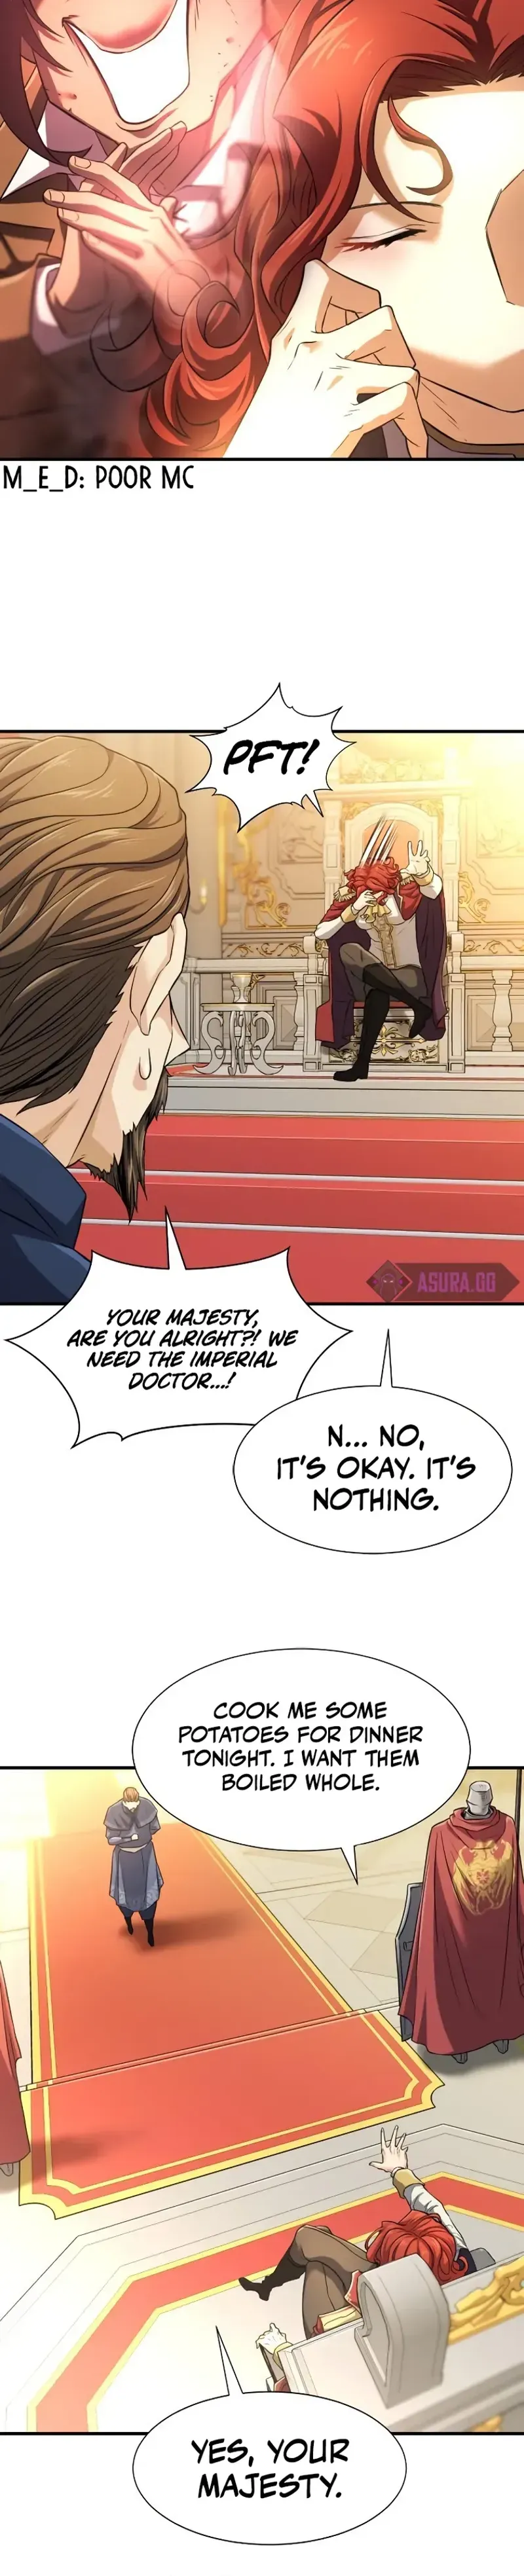 M_E_D: POOR MC
PFT!
ASURA.GG
YOUR MAJESTY,
ARE YOU ALRIGHT?! WE
NEED THE IMPERIAL
DOCTOR...!
N... NO,
IT'S OKAY. IT'S
NOTHING.
COOK ME SOME
POTATOES FOR DINNER
TONIGHT. I WANT THEM
BOILED WHOLE.
YES, YOUR
MAJESTY.